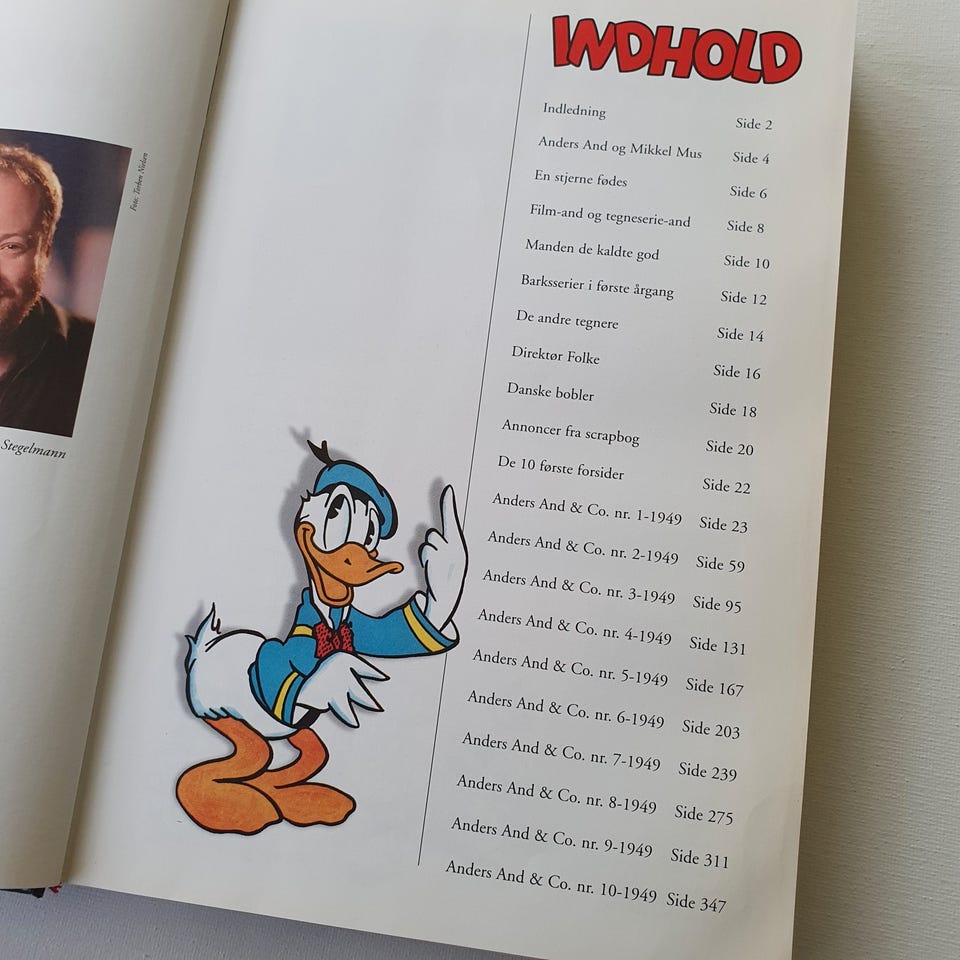 Foto: Torben Nielsen
Stegelmann
INDHOLD
Indledning Side 2
Anders And og Mikkel Mus Side 4
En stjerne fødes Side 6
Film-and og tegneserie-and Side 8
Manden de kaldte god Side 10
Barksserier i første årgang Side 12
De andre tegnere Side 14
Direktør Folke Side 16
Danske bobler Side 18
Annoncer fra scrapbog Side 20
De 10 første forsider Side 22
Anders And & Co. nr. 1-1949 Side 23
Anders And & Co. nr. 2-1949 Side 59
Anders And & Co. nr. 3-1949 Side 95
Anders And & Co. nr. 4-1949 Side 131
Anders And & Co. nr. 5-1949 Side 167
Anders And & Co. nr. 6-1949 Side 203
Anders And & Co. nr. 7-1949 Side 239
Anders And & Co. nr. 8-1949 Side 275
Anders And & Co. nr. 9-1949 Side 311
Anders And & Co. nr. 10-1949 Side 347